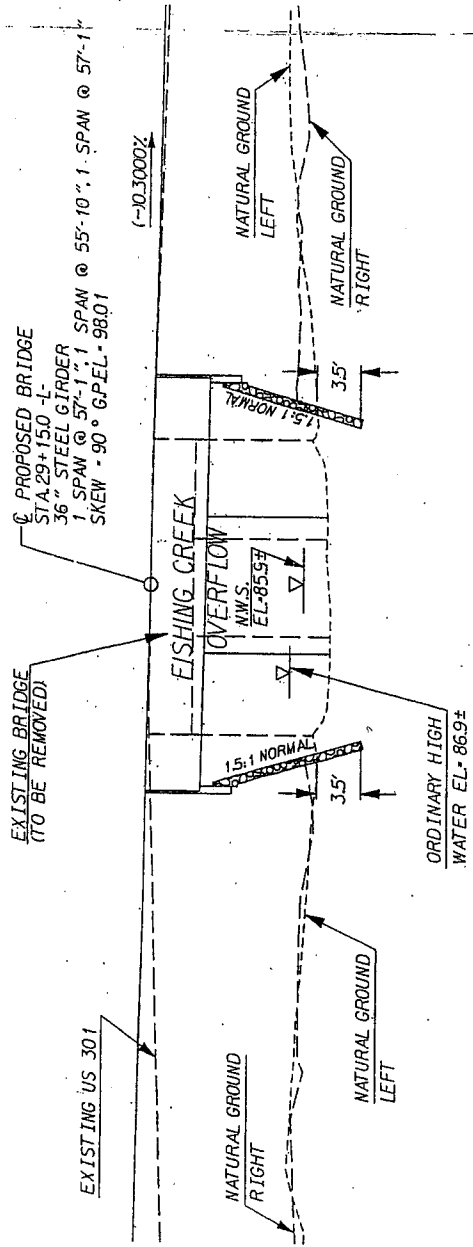 EXISTING BRIDGE
(TO BE REMOVED)
℄ PROPOSED BRIDGE
STA.29+15.0 -L-
36" STEEL GIRDER
1 SPAN @ 57'-1", 1 SPAN @ 55'-10", 1 SPAN @ 57'-1"
SKEW - 90° G.P.EL.- 98.01
EXISTING US 301
(-)0.3000%
FISHING CREEK
OVERFLOW
N.W.S.
EL.-85.9±
1.5:1 NORMAL
1.5:1 NORMAL
3.5'
3.5'
NATURAL GROUND
RIGHT
NATURAL GROUND
LEFT
ORDINARY HIGH
WATER EL.- 86.9±
NATURAL GROUND
LEFT
NATURAL GROUND
RIGHT